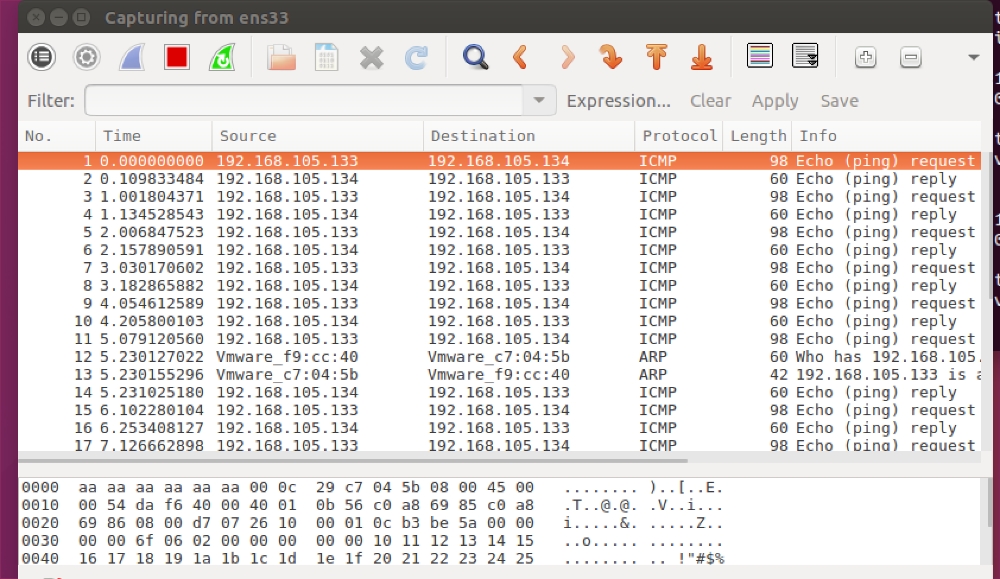 Capturing from ens33
Filter: Expression... Clear Apply Save
No. Time Source Destination Protocol Length Info
1 0.000000000 192.168.105.133 192.168.105.134 ICMP 98 Echo (ping) request
2 0.109833484 192.168.105.134 192.168.105.133 ICMP 60 Echo (ping) reply
3 1.001804371 192.168.105.133 192.168.105.134 ICMP 98 Echo (ping) request
4 1.134528543 192.168.105.134 192.168.105.133 ICMP 60 Echo (ping) reply
5 2.006847523 192.168.105.133 192.168.105.134 ICMP 98 Echo (ping) request
6 2.157890591 192.168.105.134 192.168.105.133 ICMP 60 Echo (ping) reply
7 3.030170602 192.168.105.133 192.168.105.134 ICMP 98 Echo (ping) request
8 3.182865882 192.168.105.134 192.168.105.133 ICMP 60 Echo (ping) reply
9 4.054612589 192.168.105.133 192.168.105.134 ICMP 98 Echo (ping) request
10 4.205800103 192.168.105.134 192.168.105.133 ICMP 60 Echo (ping) reply
11 5.079120560 192.168.105.133 192.168.105.134 ICMP 98 Echo (ping) request
12 5.230127022 Vmware_f9:cc:40 Vmware_c7:04:5b ARP 60 Who has 192.168.105.
13 5.230155296 Vmware_c7:04:5b Vmware_f9:cc:40 ARP 42 192.168.105.133 is a
14 5.231025180 192.168.105.134 192.168.105.133 ICMP 60 Echo (ping) reply
15 6.102280104 192.168.105.133 192.168.105.134 ICMP 98 Echo (ping) request
16 6.253408127 192.168.105.134 192.168.105.133 ICMP 60 Echo (ping) reply
17 7.126662898 192.168.105.133 192.168.105.134 ICMP 98 Echo (ping) request
0000 aa aa aa aa aa aa 00 0c 29 c7 04 5b 08 00 45 00 ........ )..[..E.
0010 00 54 da f6 40 00 40 01 0b 56 c0 a8 69 85 c0 a8 .T..@.@. .V..i...
0020 69 86 08 00 d7 07 26 10 00 01 0c b3 be 5a 00 00 i.....&. .....Z..
0030 00 00 6f 06 02 00 00 00 00 00 10 11 12 13 14 15 ..o..... ........
0040 16 17 18 19 1a 1b 1c 1d 1e 1f 20 21 22 23 24 25 ........ .. !"#$%